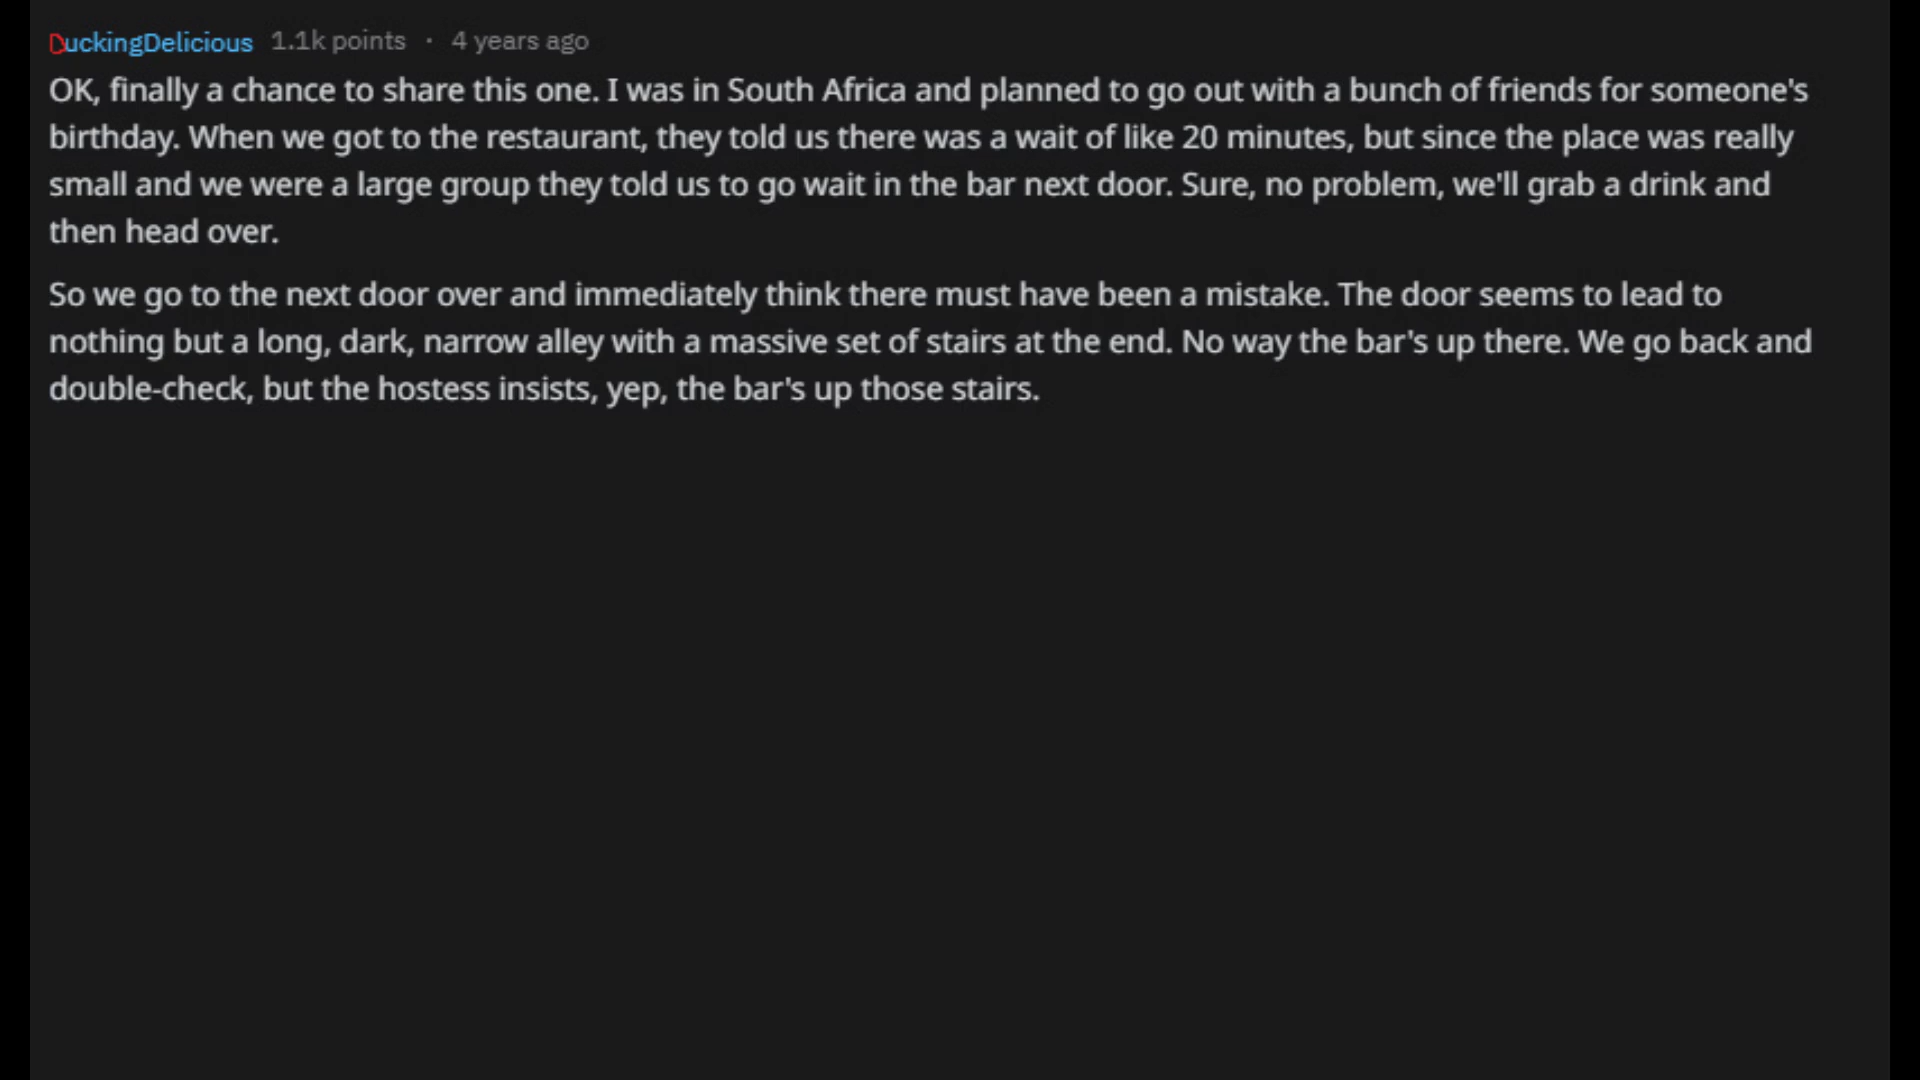 DuckingDelicious 1.1k points · 4 years ago
OK, finally a chance to share this one. I was in South Africa and planned to go out with a bunch of friends for someone's
birthday. When we got to the restaurant, they told us there was a wait of like 20 minutes, but since the place was really
small and we were a large group they told us to go wait in the bar next door. Sure, no problem, we'll grab a drink and
then head over.
So we go to the next door over and immediately think there must have been a mistake. The door seems to lead to
nothing but a long, dark, narrow alley with a massive set of stairs at the end. No way the bar's up there. We go back and
double-check, but the hostess insists, yep, the bar's up those stairs.